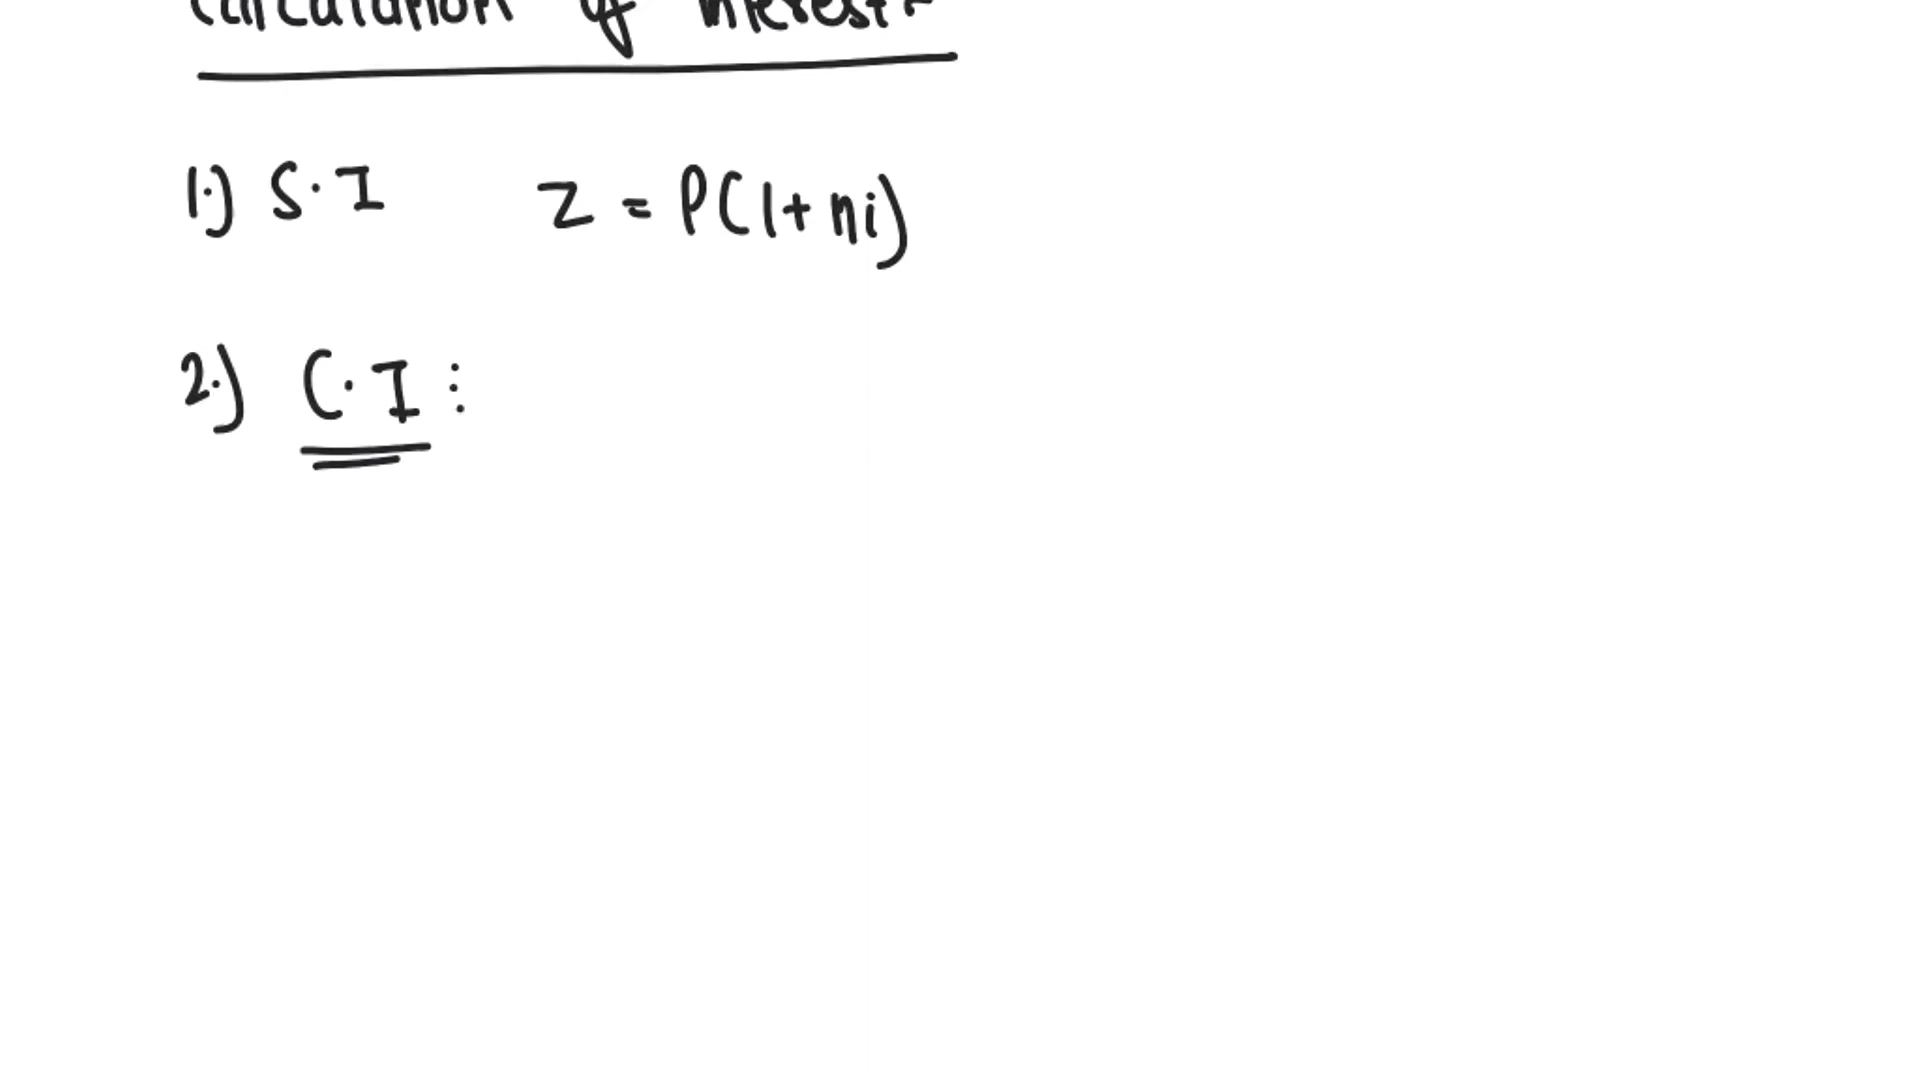 Calculation of interest:-
1.) S.I Z = P(1+ni)
2.) C.I :